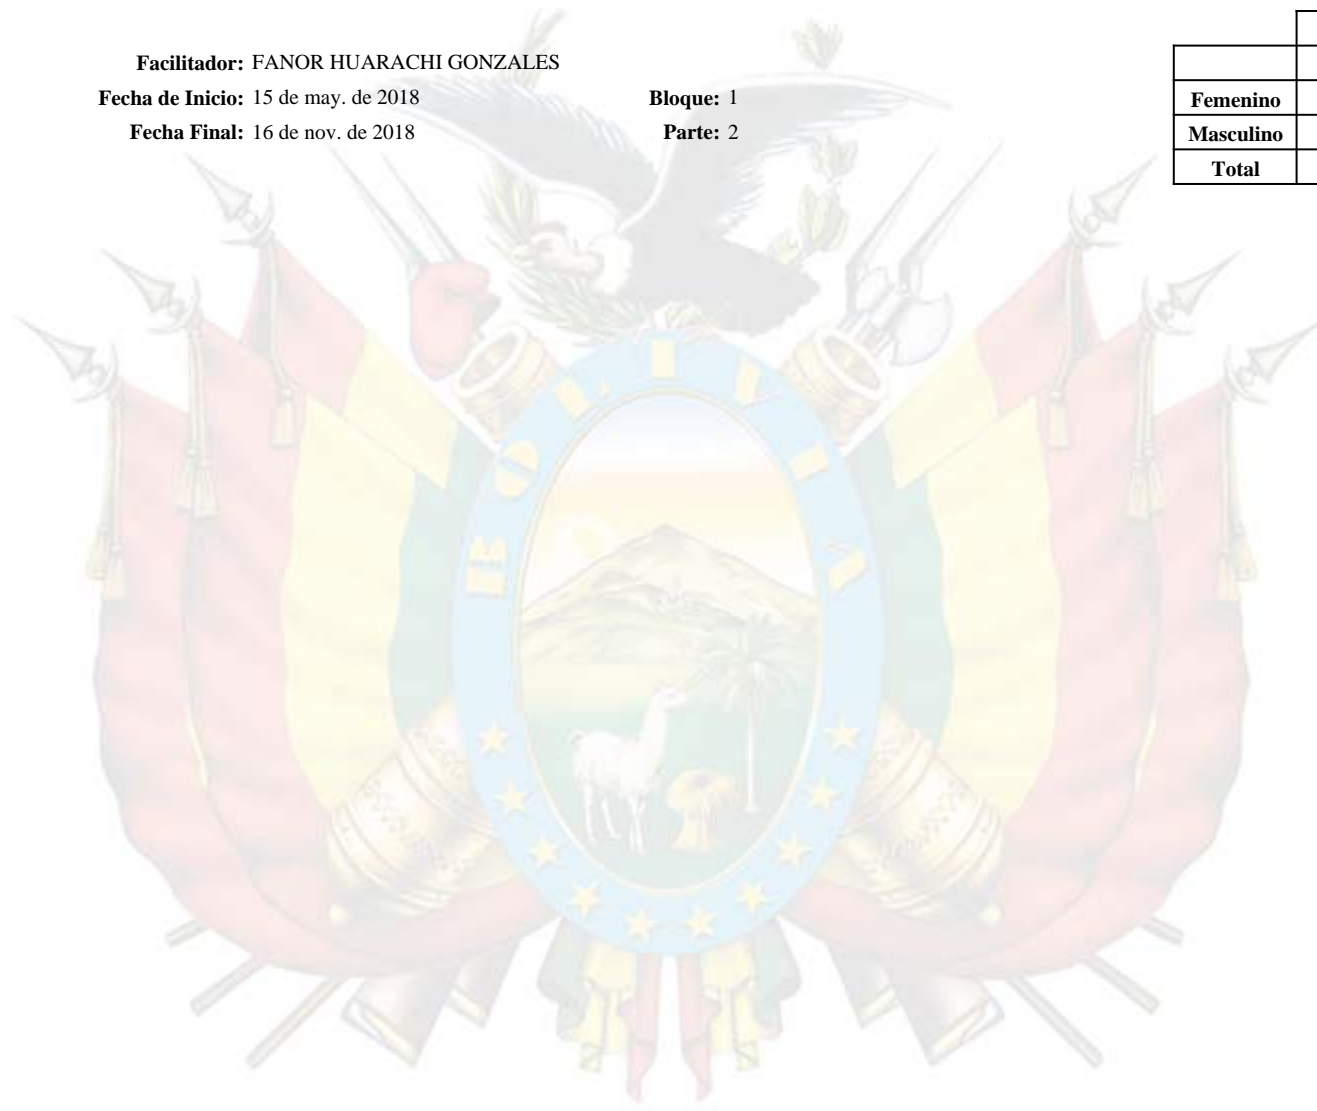 Facilitador: FANOR HUARACHI GONZALES
Fecha de Inicio: 15 de may. de 2018 Bloque: 1
Fecha Final: 16 de nov. de 2018 Parte: 2
Femenino
Masculino
Total
BOLIVIA